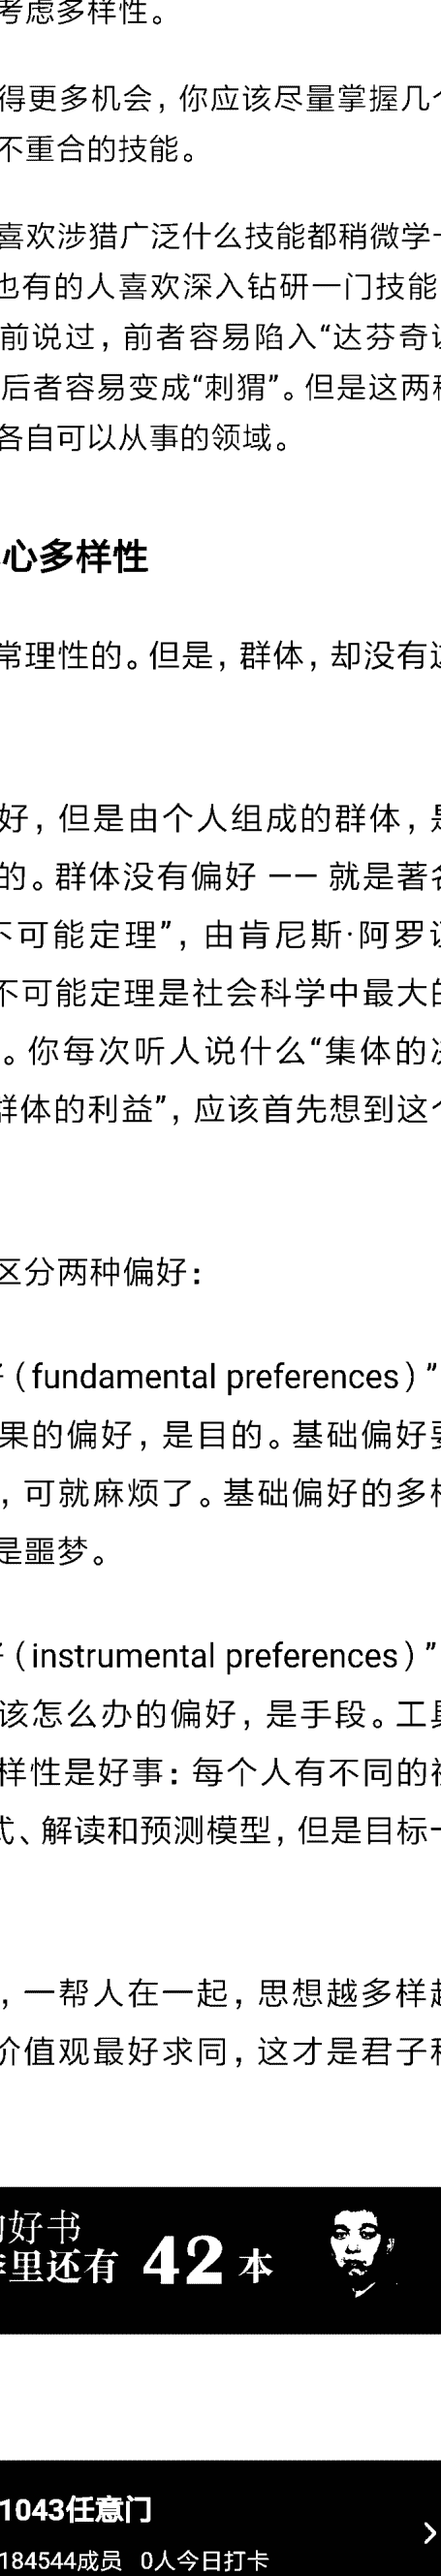 考虑多样性。
得更多机会，你应该尽量掌握几个
不重合的技能。
喜欢涉猎广泛什么技能都稍微学一
也有的人喜欢深入钻研一门技能
前说过，前者容易陷入“达芬奇诅
后者容易变成“刺猬”。但是这两种
各自可以从事的领域。
心多样性
常理性的。但是，群体，却没有这
好，但是由个人组成的群体，是
的。群体没有偏好 —— 就是著名
不可能定理”，由肯尼斯·阿罗设
不可能定理是社会科学中最大的
。你每次听人说什么“集体的决
群体的利益”，应该首先想到这个
区分两种偏好：
好（fundamental preferences）”
果的偏好，是目的。基础偏好要
，可就麻烦了。基础偏好的多样
是噩梦。
好（instrumental preferences）”
该怎么办的偏好，是手段。工具
样性是好事：每个人有不同的视
式、解读和预测模型，但是目标一
，一帮人在一起，思想越多样越
价值观最好求同，这才是君子和
的好书
里还有 42 本
1043任意门
184544成员 0人今日打卡